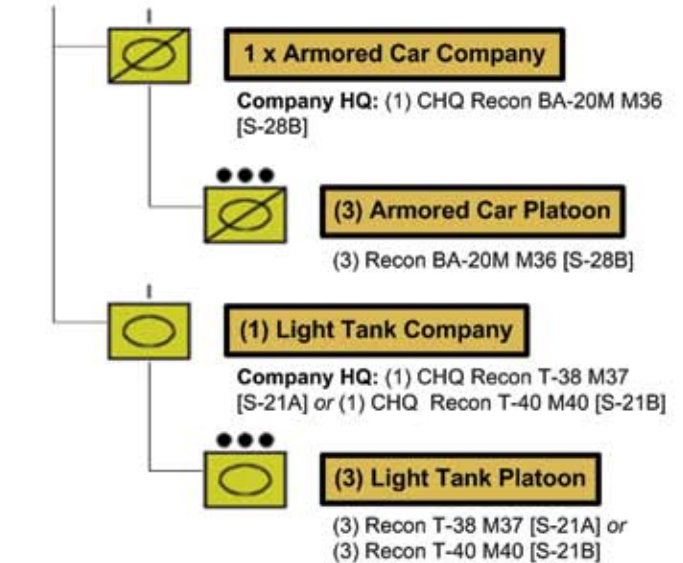 1 x Armored Car Company
Company HQ: (1) CHQ Recon BA-20M M36
[S-28B]
(3) Armored Car Platoon
(3) Recon BA-20M M36 [S-28B]
(1) Light Tank Company
Company HQ: (1) CHQ Recon T-38 M37
[S-21A] or (1) CHQ Recon T-40 M40 [S-21B]
(3) Light Tank Platoon
(3) Recon T-38 M37 [S-21A] or
(3) Recon T-40 M40 [S-21B]